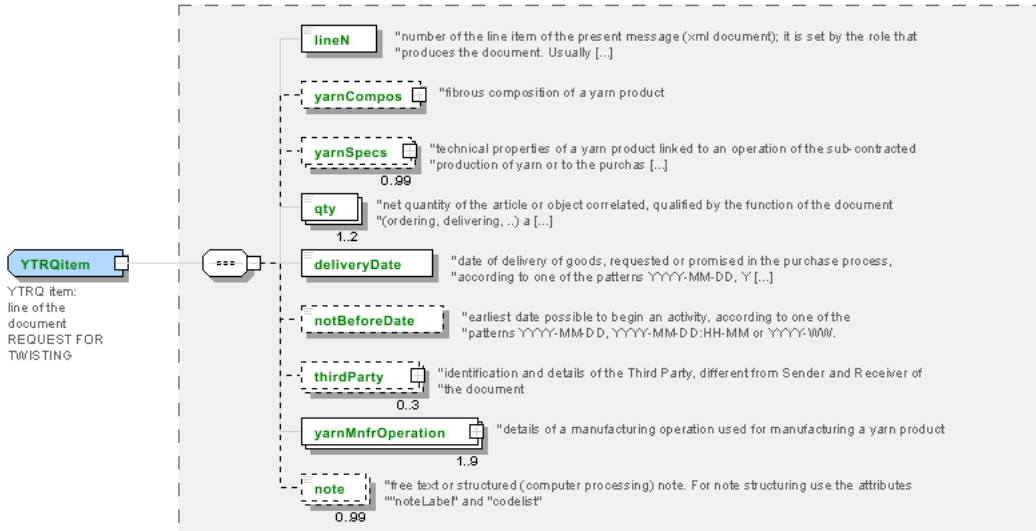 lineN
"number of the line item of the present message (xml document); it is set by the role that
"produces the document. Usually [...]
yarnCompos
"fibrous composition of a yarn product
yarnSpecs
"technical properties of a yarn product linked to an operation of the sub-contracted
"production of yarn or to the purchas [...]
0..99
qty
"net quantity of the article or object correlated, qualified by the function of the document
"(ordering, delivering, ..) a [...]
1..2
YTRQitem
YTRQ item:
line of the
document
REQUEST FOR
TWISTING
deliveryDate
"date of delivery of goods, requested or promised in the purchase process,
"according to one of the patterns YYYY-MM-DD, Y [...]
notBeforeDate
"earliest date possible to begin an activity, according to one of the
"patterns YYYY-MM-DD, YYYY-MM-DD:HH-MM or YYYY-WW.
thirdParty
"identification and details of the Third Party, different from Sender and Receiver of
"the document
0..3
yarnMnfrOperation
"details of a manufacturing operation used for manufacturing a yarn product
1..9
note
"free text or structured (computer processing) note. For note structuring use the attributes
""noteLabel" and "codelist"
0..99